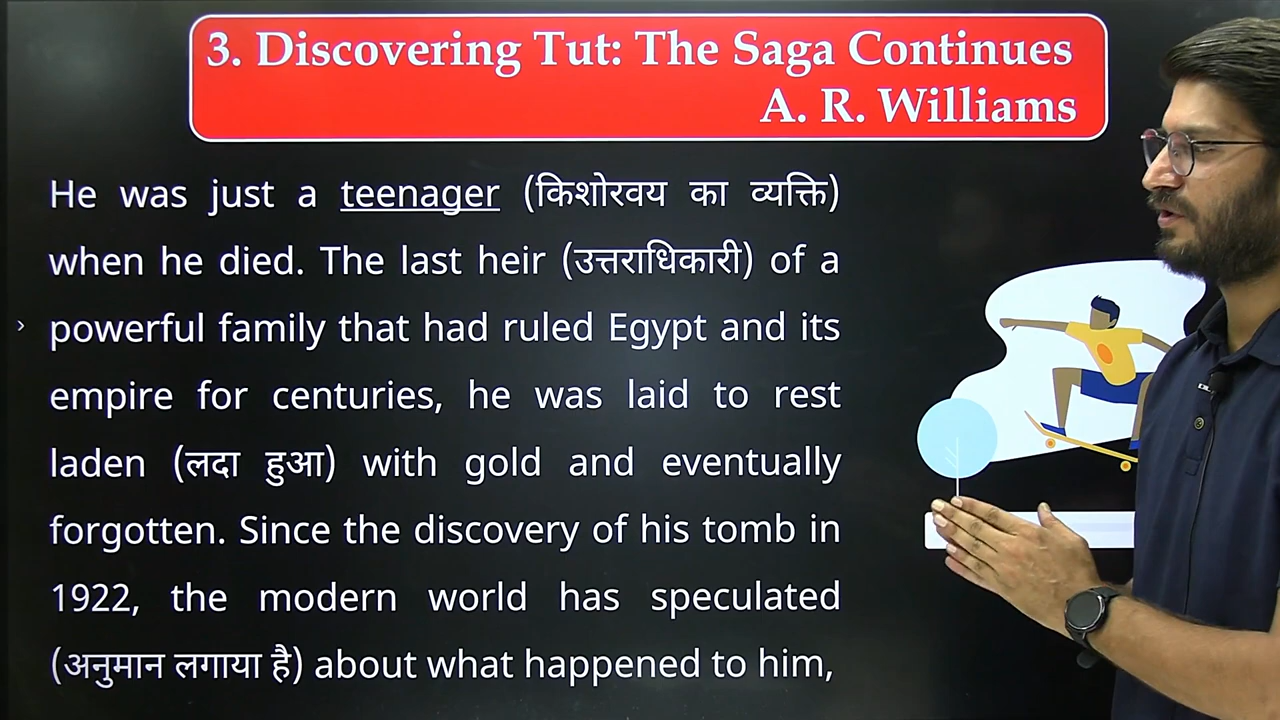 3. Discovering Tut: The Saga Continues
A. R. Williams
He was just a teenager (किशोरवय का व्यक्ति)
when he died. The last heir (उत्तराधिकारी) of a
powerful family that had ruled Egypt and its
empire for centuries, he was laid to rest
laden (लदा हुआ) with gold and eventually
forgotten. Since the discovery of his tomb in
1922, the modern world has speculated
(अनुमान लगाया है) about what happened to him,